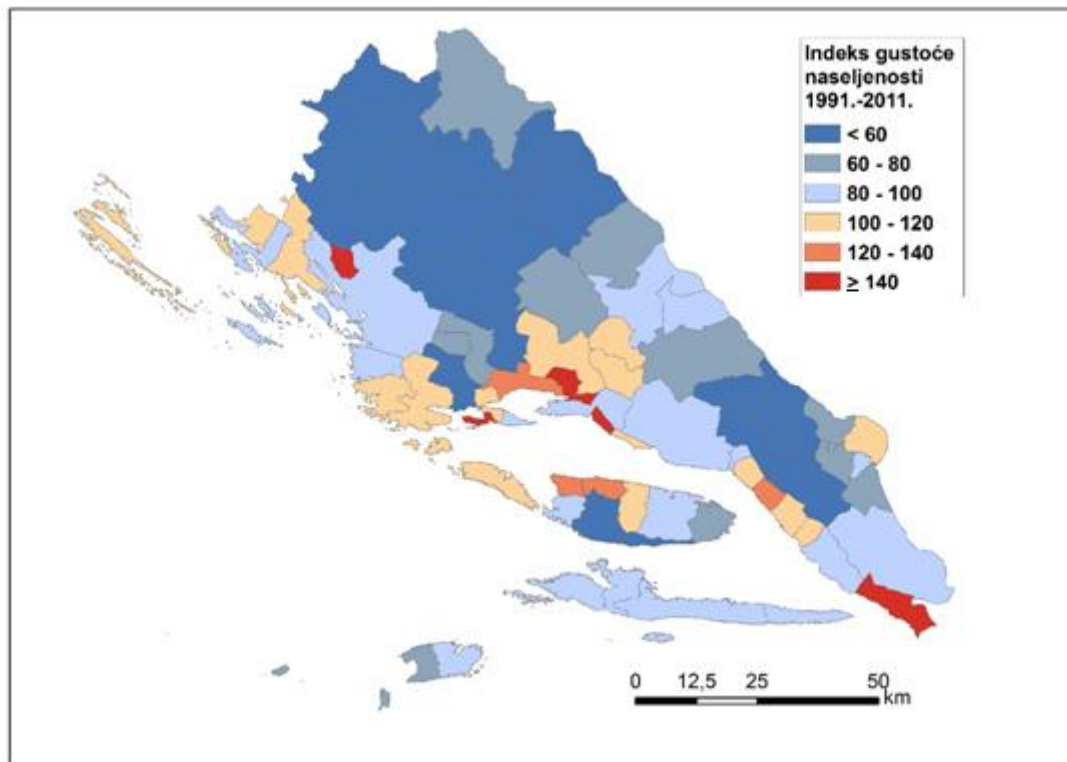 Indeks gustoće
naseljenosti
1991.-2011.
< 60
60 - 80
80 - 100
100 - 120
120 - 140
≥ 140
0 12,5 25 50
km